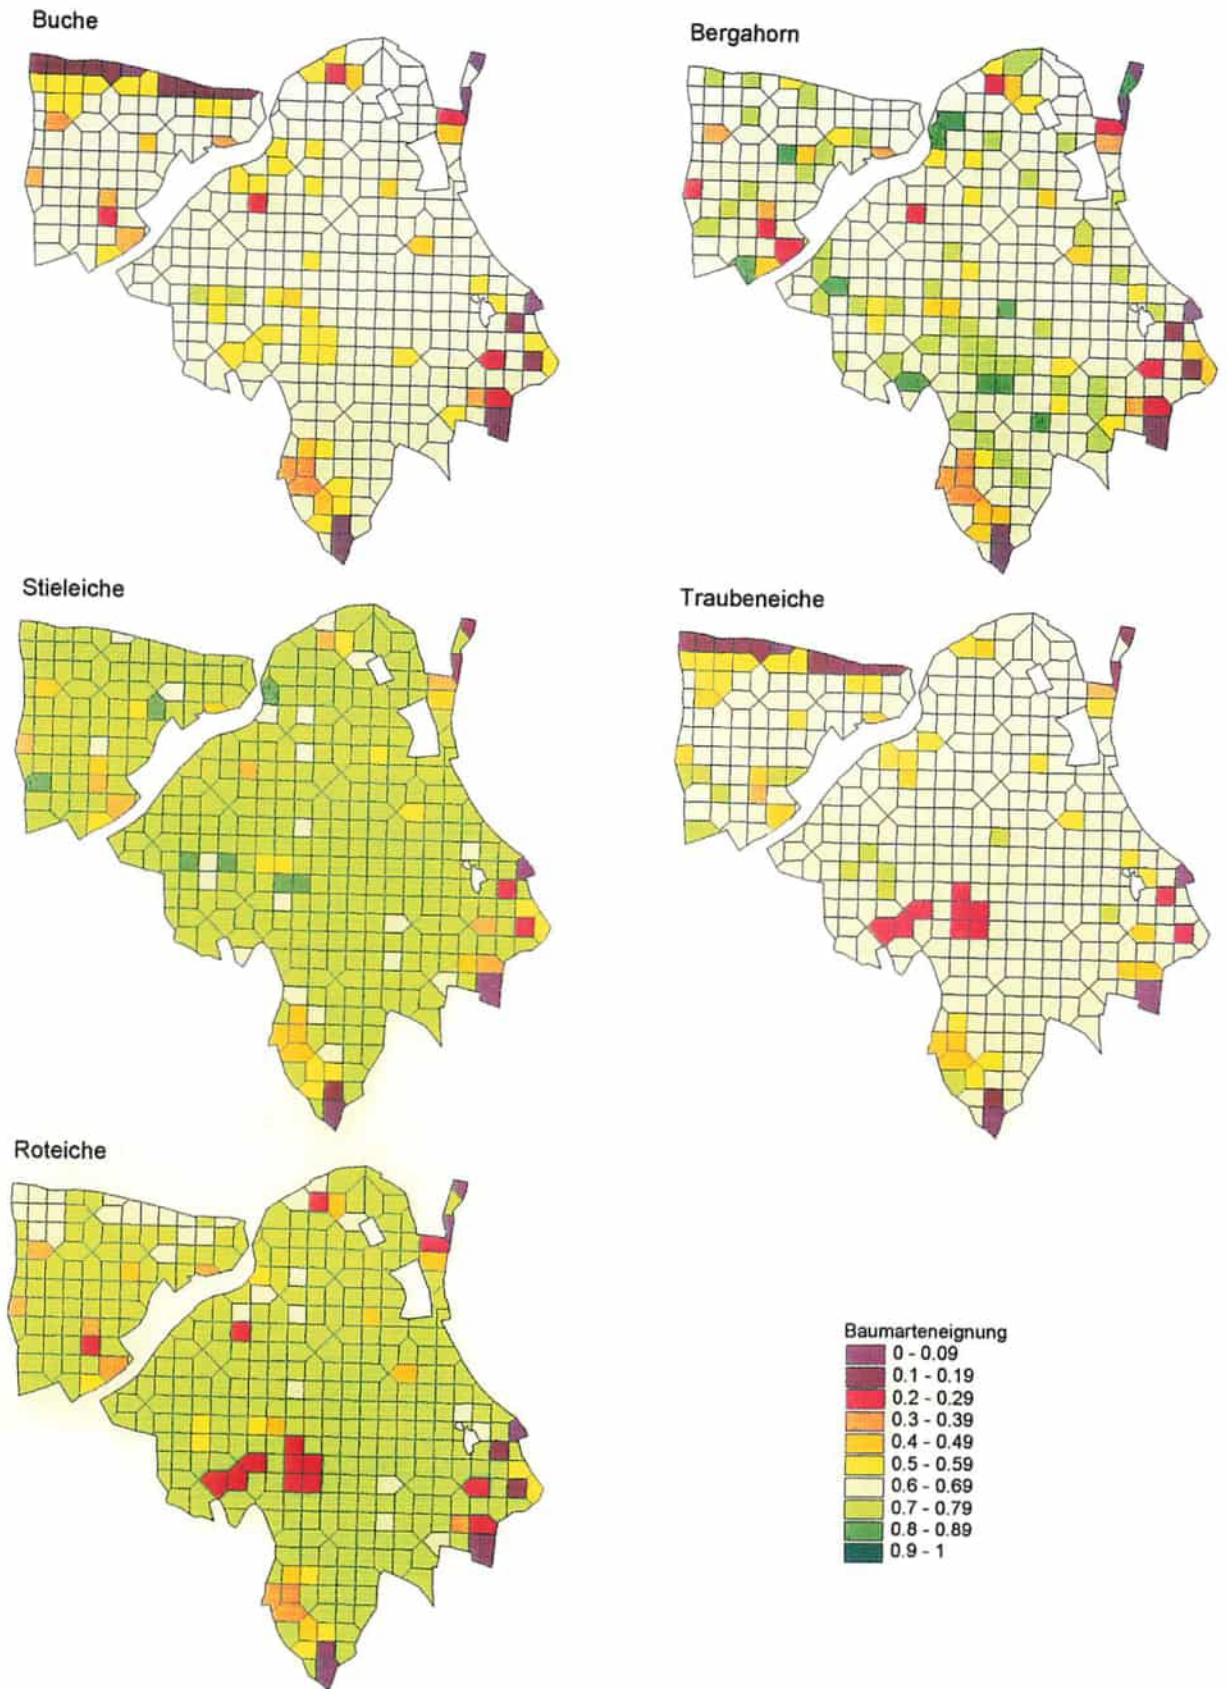 Buche
Bergahorn
Stieleiche
Traubeneiche
Roteiche
Baumarteneignung
0 - 0.09
0.1 - 0.19
0.2 - 0.29
0.3 - 0.39
0.4 - 0.49
0.5 - 0.59
0.6 - 0.69
0.7 - 0.79
0.8 - 0.89
0.9 - 1